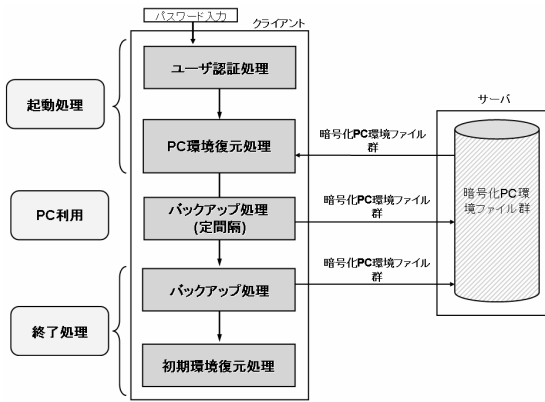 パスワード入力
クライアント
ユーザ認証処理
起動処理
サーバ
PC環境復元処理
暗号化PC環境ファイル
群
暗号化PC環
境ファイル群
PC利用
バックアップ処理
(定間隔)
暗号化PC環境ファイル
群
バックアップ処理
暗号化PC環境ファイル
群
終了処理
初期環境復元処理